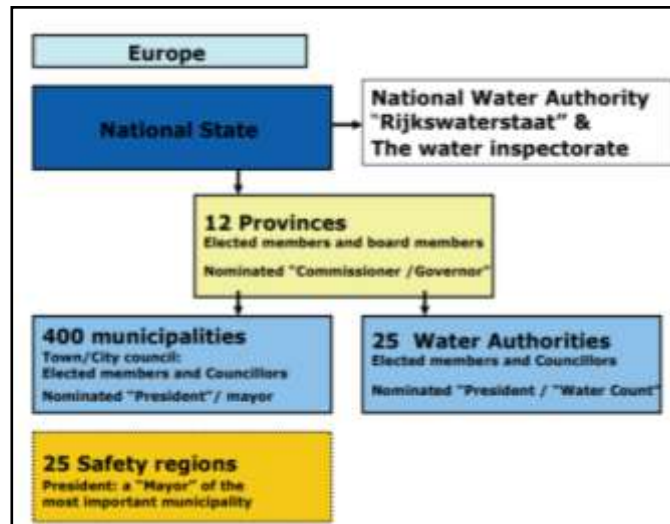 Europe
National State
National Water Authority
"Rijkswaterstaat" &
The water inspectorate
12 Provinces
Elected members and board members
Nominated "Commissioner /Governor"
400 municipalities
Town/City council:
Elected members and Councillors
Nominated "President"/ mayor
25 Water Authorities
Elected members and Councillors
Nominated "President / "Water Count"
25 Safety regions
President: a "Mayor" of the
most important municipality